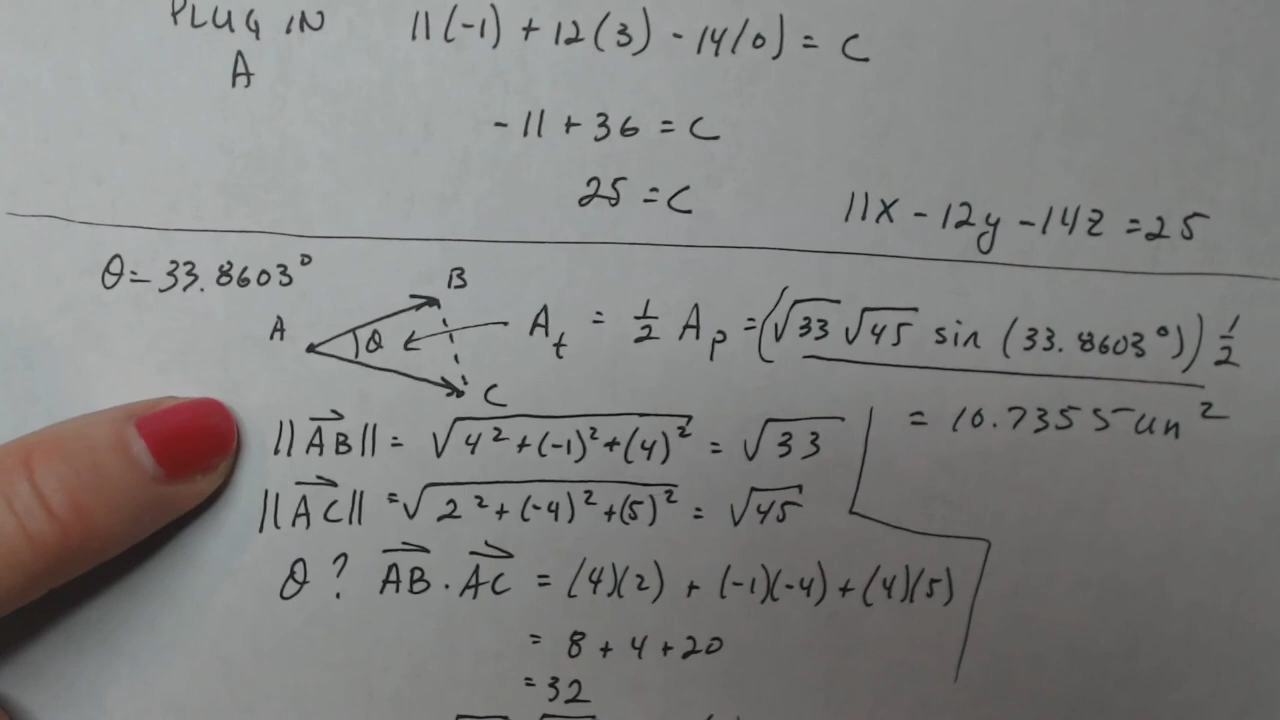 PLUG IN 11(-1) + 12(3) - 14(0) = C
A
-11 + 36 = C
25 = C
11x - 12y - 14z = 25
θ = 33.8603°
B
A θ A_t = 1/2 A_p = (√33 √45 sin (33.8603°)) 1/2
C
= 10.7355 un²
||AB|| = √4² + (-1)² + (4)² = √33
||AC|| = √2² + (-4)² + (5)² = √45
θ ? AB · AC = (4)(2) + (-1)(-4) + (4)(5)
= 8 + 4 + 20
= 32